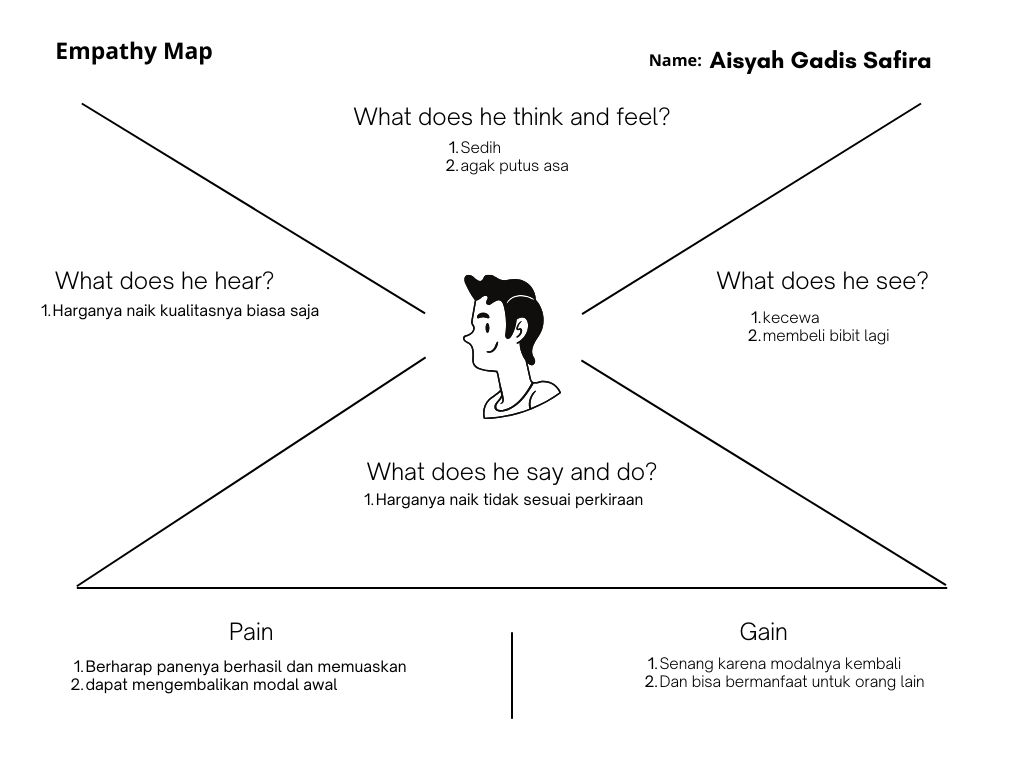 Empathy Map
Name: Aisyah Gadis Safira
What does he think and feel?
1. Sedih
2. agak putus asa
What does he hear?
1. Harganya naik kualitasnya biasa saja
What does he see?
1. kecewa
2. membeli bibit lagi
What does he say and do?
1. Harganya naik tidak sesuai perkiraan
Pain
1. Berharap panenya berhasil dan memuaskan
2. dapat mengembalikan modal awal
Gain
1. Senang karena modalnya kembali
2. Dan bisa bermanfaat untuk orang lain